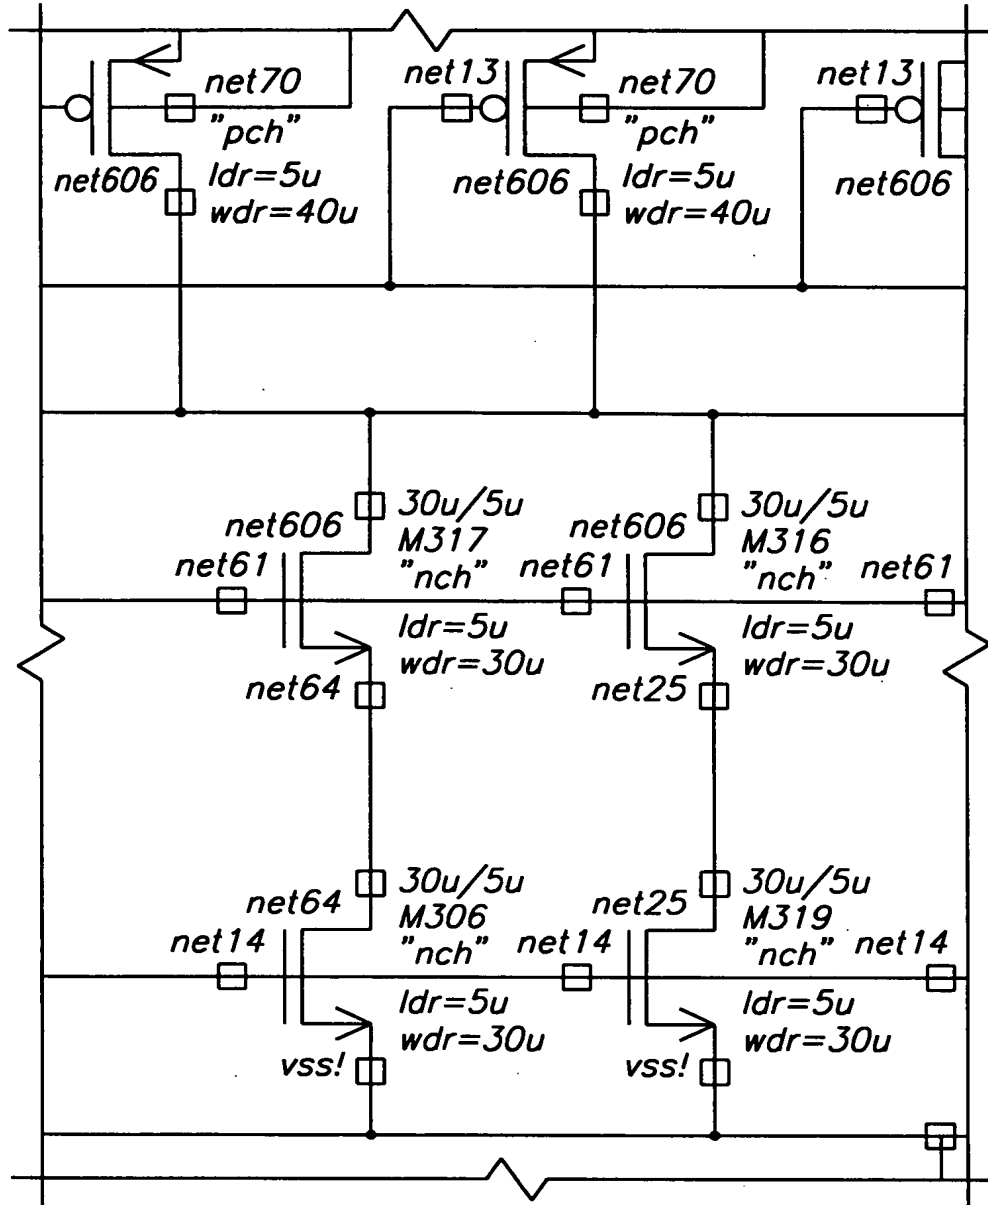 net70
"pch"
net606
ldr=5u
wdr=40u
net13
net70
"pch"
net606
ldr=5u
wdr=40u
net13
net606
net606
30u/5u
M317
"nch"
net61
ldr=5u
wdr=30u
net64
net606
30u/5u
M316
"nch"
net61
ldr=5u
wdr=30u
net25
net61
net64
30u/5u
M306
"nch"
net14
ldr=5u
wdr=30u
vss!
net25
30u/5u
M319
"nch"
net14
ldr=5u
wdr=30u
vss!
net14